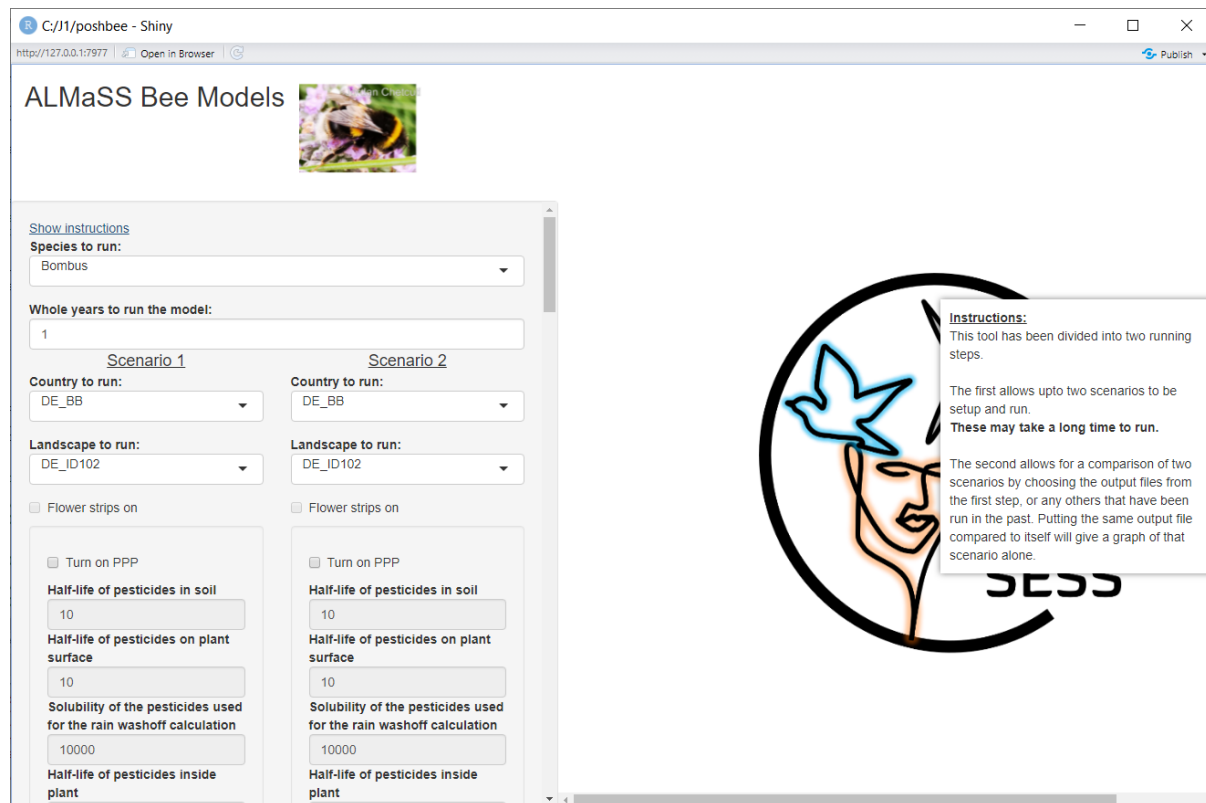 C:/J1/poshbee - Shiny
http://127.0.0.1:7977 Open in Browser Publish
ALMaSS Bee Models
Show instructions
Species to run:
Bombus
Whole years to run the model:
1
Scenario 1 Scenario 2
Country to run: Country to run:
DE_BB DE_BB
Landscape to run: Landscape to run:
DE_ID102 DE_ID102
Flower strips on Flower strips on
Turn on PPP Turn on PPP
Half-life of pesticides in soil Half-life of pesticides in soil
10 10
Half-life of pesticides on plant Half-life of pesticides on plant
surface surface
10 10
Solubility of the pesticides used Solubility of the pesticides used
for the rain washoff calculation for the rain washoff calculation
10000 10000
Half-life of pesticides inside Half-life of pesticides inside
plant plant
Instructions:
This tool has been divided into two running
steps.
The first allows upto two scenarios to be
setup and run.
These may take a long time to run.
The second allows for a comparison of two
scenarios by choosing the output files from
the first step, or any others that have been
run in the past. Putting the same output file
compared to itself will give a graph of that
scenario alone.
SESS